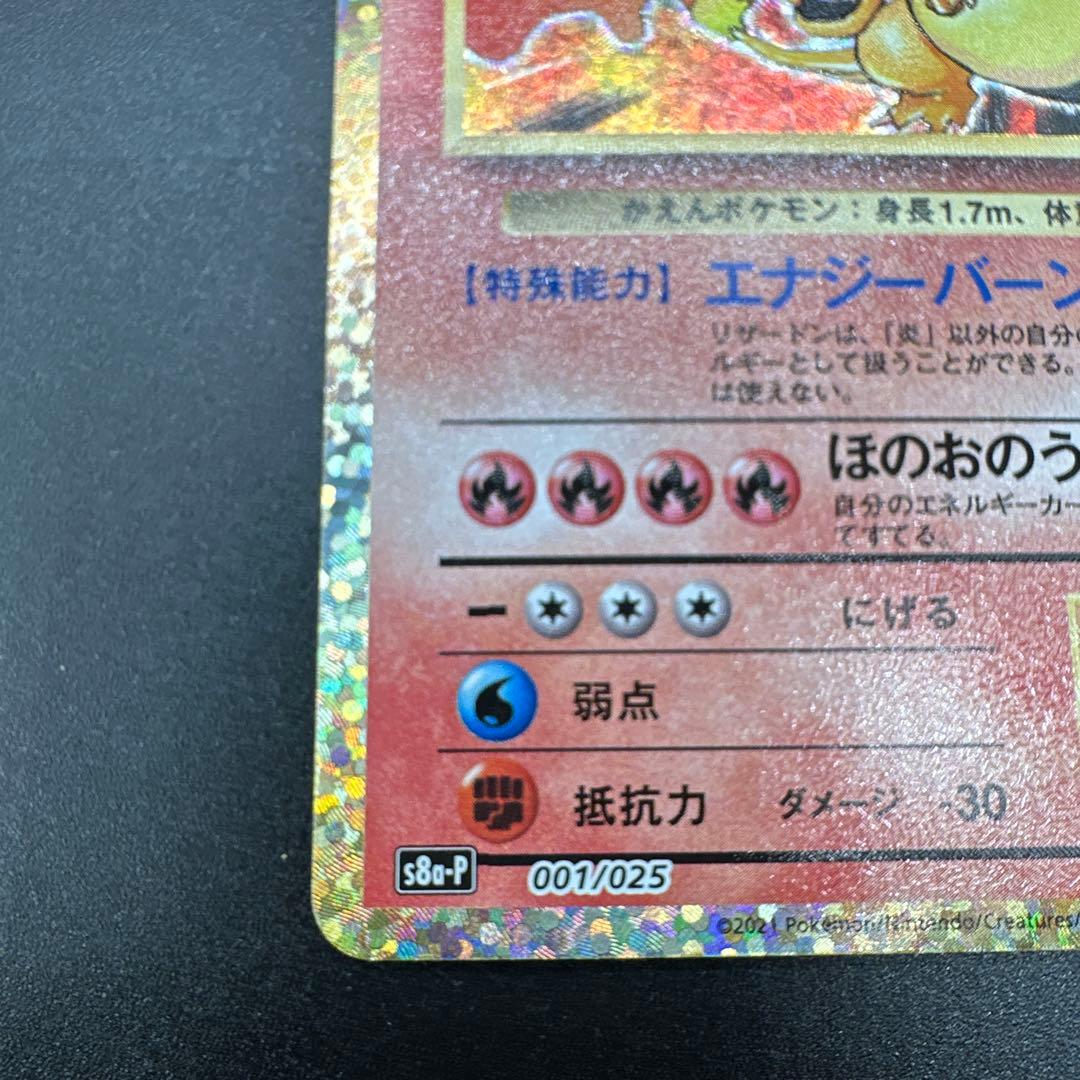 かえんポケモン：身長1.7m、体
【特殊能力】 エナジーバーン
リザードンは、「炎」以外の自分の
ルギーとして扱うことができる。
は使えない。
ほのおのう
自分のエネルギーカー
てすてる。
にげる
弱点
抵抗力 ダメージ -30
s8a-P 001/025
©2021 Pokémon/Nintendo/Creatures/